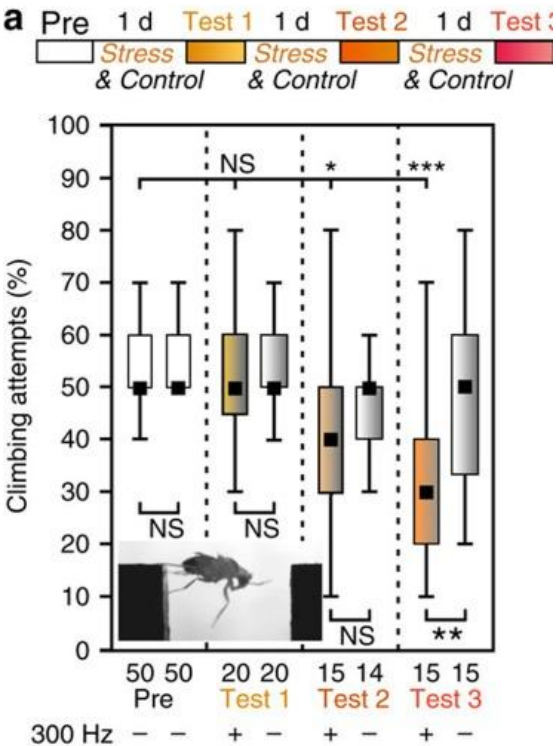 a Pre 1 d Test 1 1 d Test 2 1 d Test 3
Stress Stress Stress
& Control & Control & Control
100
NS * ***
90
80
70
60
50
40
30
20
10
0
Climbing attempts (%)
NS NS
NS **
50 50 20 20 15 14 15 15
Pre Test 1 Test 2 Test 3
300 Hz − − + − + − + −